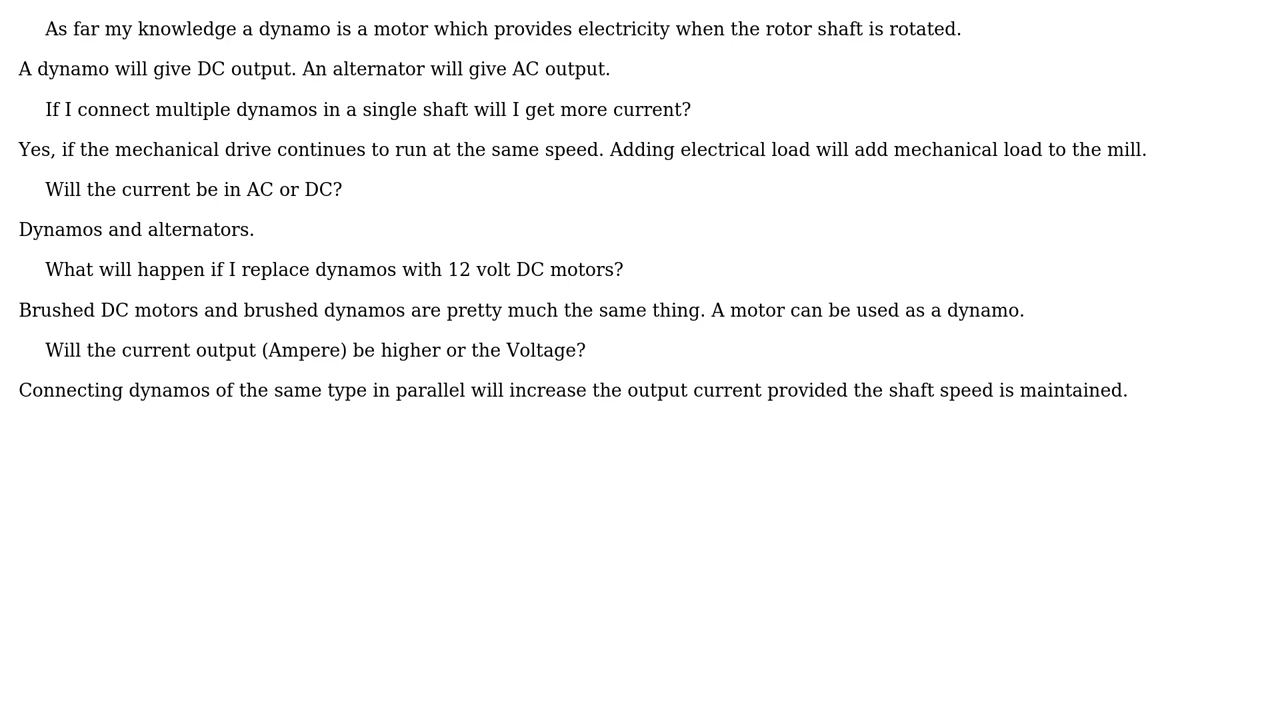 As far my knowledge a dynamo is a motor which provides electricity when the rotor shaft is rotated.
A dynamo will give DC output. An alternator will give AC output.
If I connect multiple dynamos in a single shaft will I get more current?
Yes, if the mechanical drive continues to run at the same speed. Adding electrical load will add mechanical load to the mill.
Will the current be in AC or DC?
Dynamos and alternators.
What will happen if I replace dynamos with 12 volt DC motors?
Brushed DC motors and brushed dynamos are pretty much the same thing. A motor can be used as a dynamo.
Will the current output (Ampere) be higher or the Voltage?
Connecting dynamos of the same type in parallel will increase the output current provided the shaft speed is maintained.